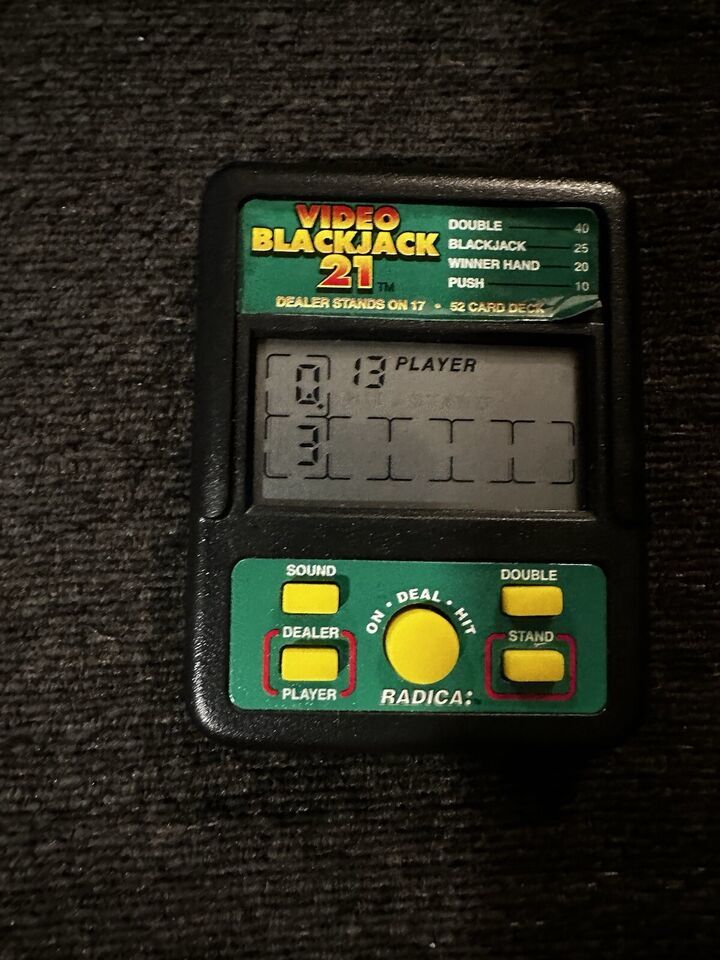 VIDEO
BLACKJACK
21™
DOUBLE 40
BLACKJACK 25
WINNER HAND 20
PUSH 10
DEALER STANDS ON 17 • 52 CARD DECK
Q 13 PLAYER
3
SOUND
DOUBLE
ON • DEAL • HIT
DEALER
STAND
PLAYER
RADICA: